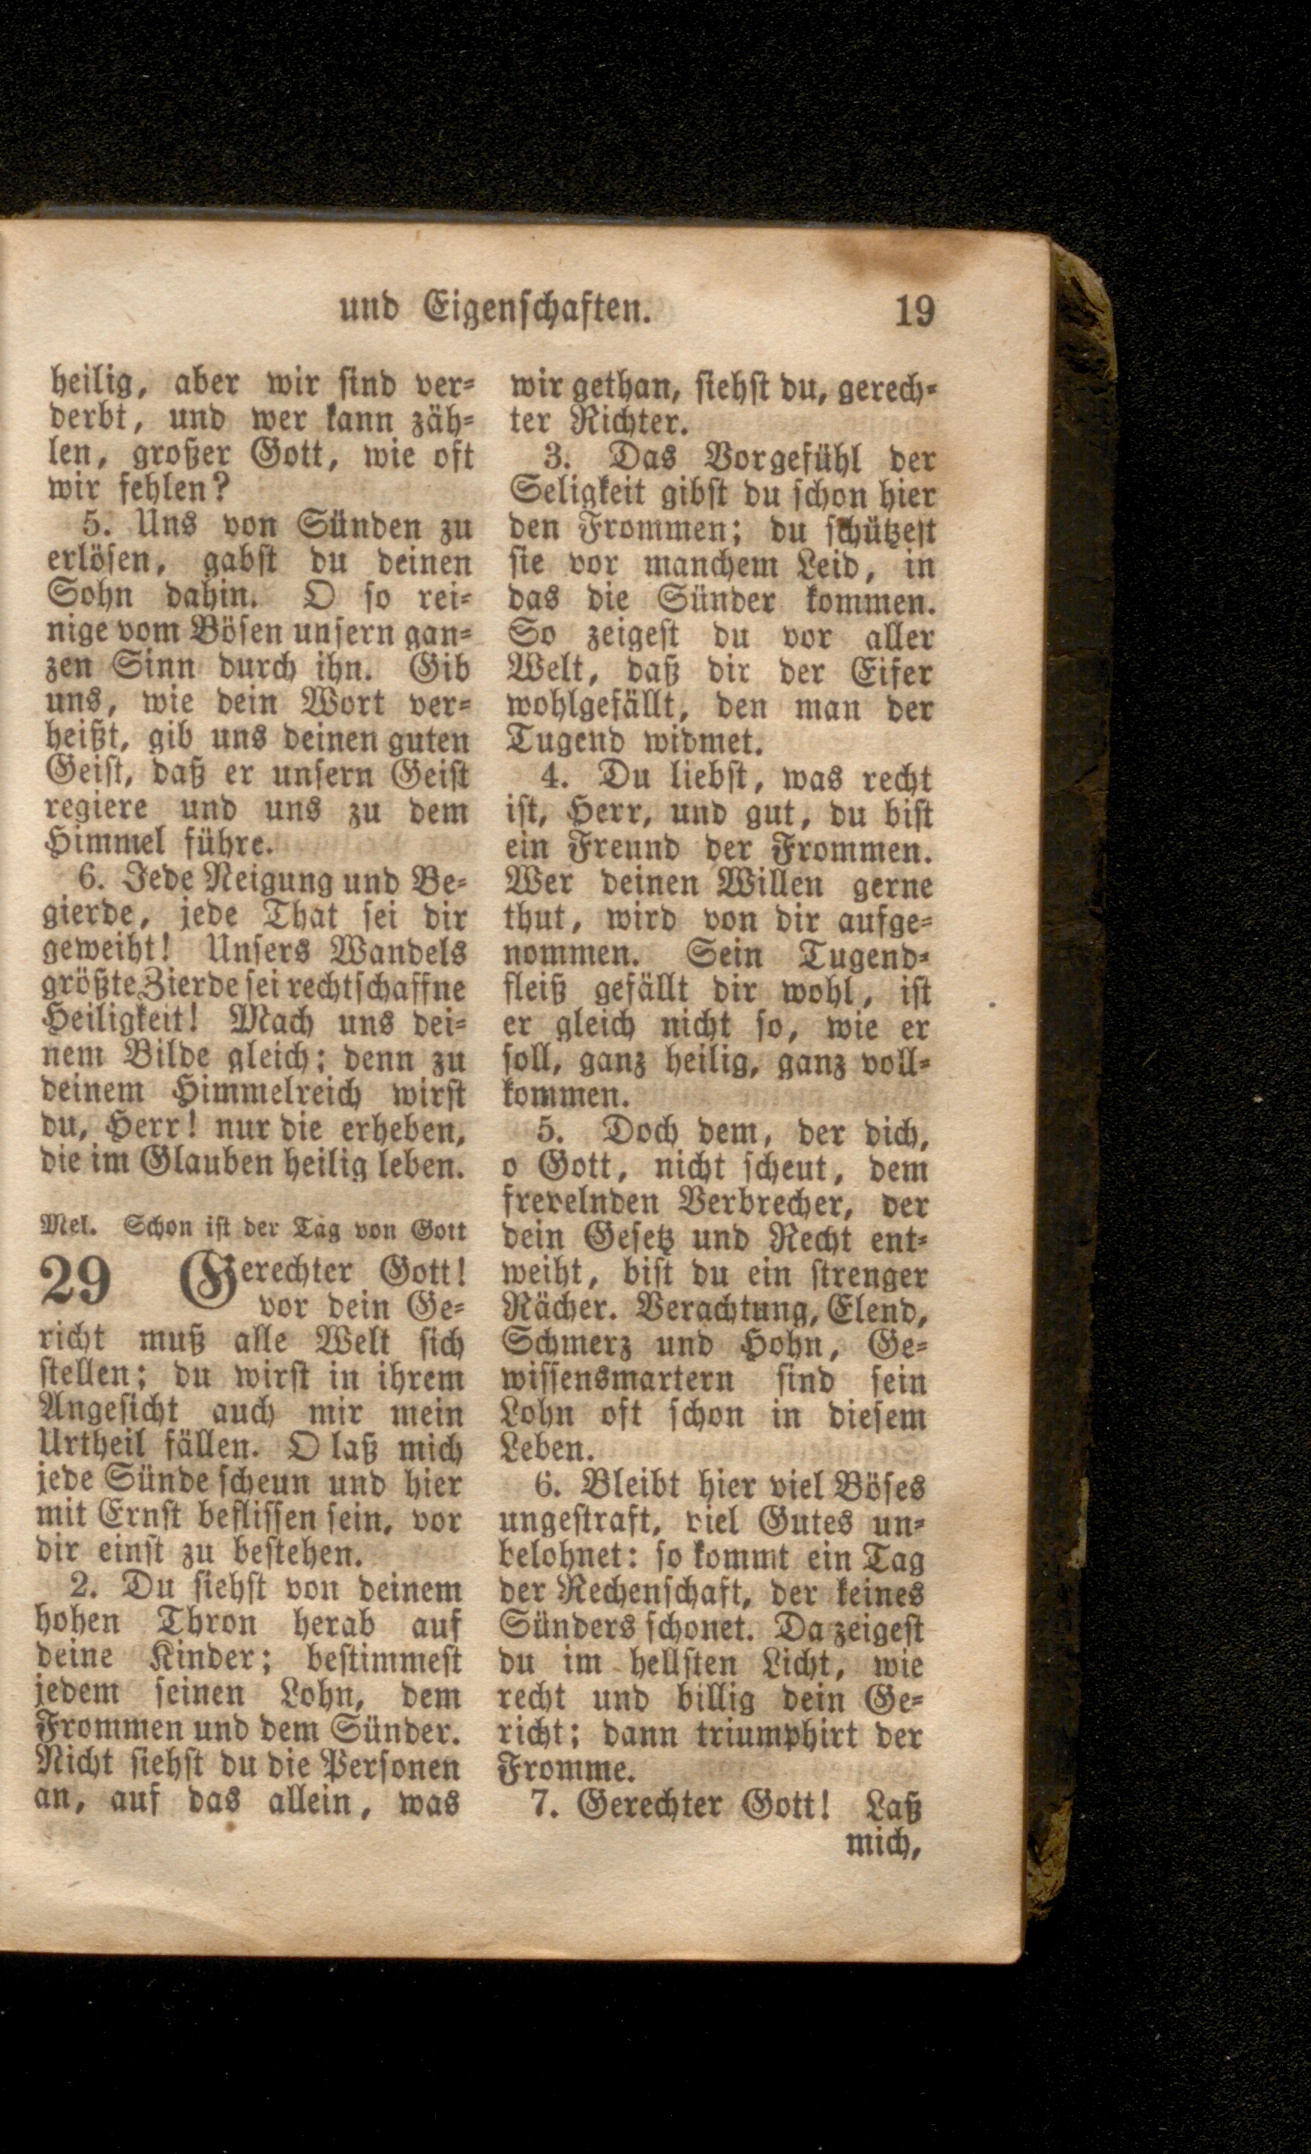 und Eigenschaften. 19
heilig, aber wir sind ver-
derbt, und wer kann zäh-
len, großer Gott, wie oft
wir fehlen?
5. Uns von Sünden zu
erlösen, gabst du deinen
Sohn dahin. O so rei-
nige vom Bösen unsern gan-
zen Sinn durch ihn. Gib
uns, wie dein Wort ver-
heißt, gib uns deinen guten
Geist, daß er unsern Geist
regiere und uns zu dem
Himmel führe.
6. Jede Neigung und Be-
gierde, jede That sei dir
geweiht! Unsers Wandels
größte Zierde sei rechtschaffne
Heiligkeit! Mach uns dei-
nem Bilde gleich; denn zu
deinem Himmelreich wirst
du, Herr! nur die erheben,
die im Glauben heilig leben.
Mel. Schon ist der Tag von Gott
29 Gerechter Gott!
vor dein Ge-
richt muß alle Welt sich
stellen; du wirst in ihrem
Angesicht auch mir mein
Urtheil fällen. O laß mich
jede Sünde scheun und hier
mit Ernst beflissen sein, vor
dir einst zu bestehen.
2. Du siehst von deinem
hohen Thron herab auf
deine Kinder; bestimmest
jedem seinen Lohn, dem
Frommen und dem Sünder.
Nicht siehst du die Personen
an, auf das allein, was
wir gethan, siehst du, gerech-
ter Richter.
3. Das Vorgefühl der
Seligkeit gibst du schon hier
den Frommen; du schützest
sie vor manchem Leid, in
das die Sünder kommen.
So zeigest du vor aller
Welt, daß dir der Eifer
wohlgefällt, den man der
Tugend widmet.
4. Du liebst, was recht
ist, Herr, und gut, du bist
ein Freund der Frommen.
Wer deinen Willen gerne
thut, wird von dir aufge-
nommen. Sein Tugend-
fleiß gefällt dir wohl, ist
er gleich nicht so, wie er
soll, ganz heilig, ganz voll-
kommen.
5. Doch dem, der dich,
o Gott, nicht scheut, dem
frevelnden Verbrecher, der
dein Gesetz und Recht ent-
weiht, bist du ein strenger
Rächer. Verachtung, Elend,
Schmerz und Hohn, Ge-
wissensmartern sind sein
Lohn oft schon in diesem
Leben.
6. Bleibt hier viel Böses
ungestraft, viel Gutes un-
belohnet: so kommt ein Tag
der Rechenschaft, der keines
Sünders schonet. Da zeigest
du im hellsten Licht, wie
recht und billig dein Ge-
richt; dann triumphirt der
Fromme.
7. Gerechter Gott! Laß
mich,